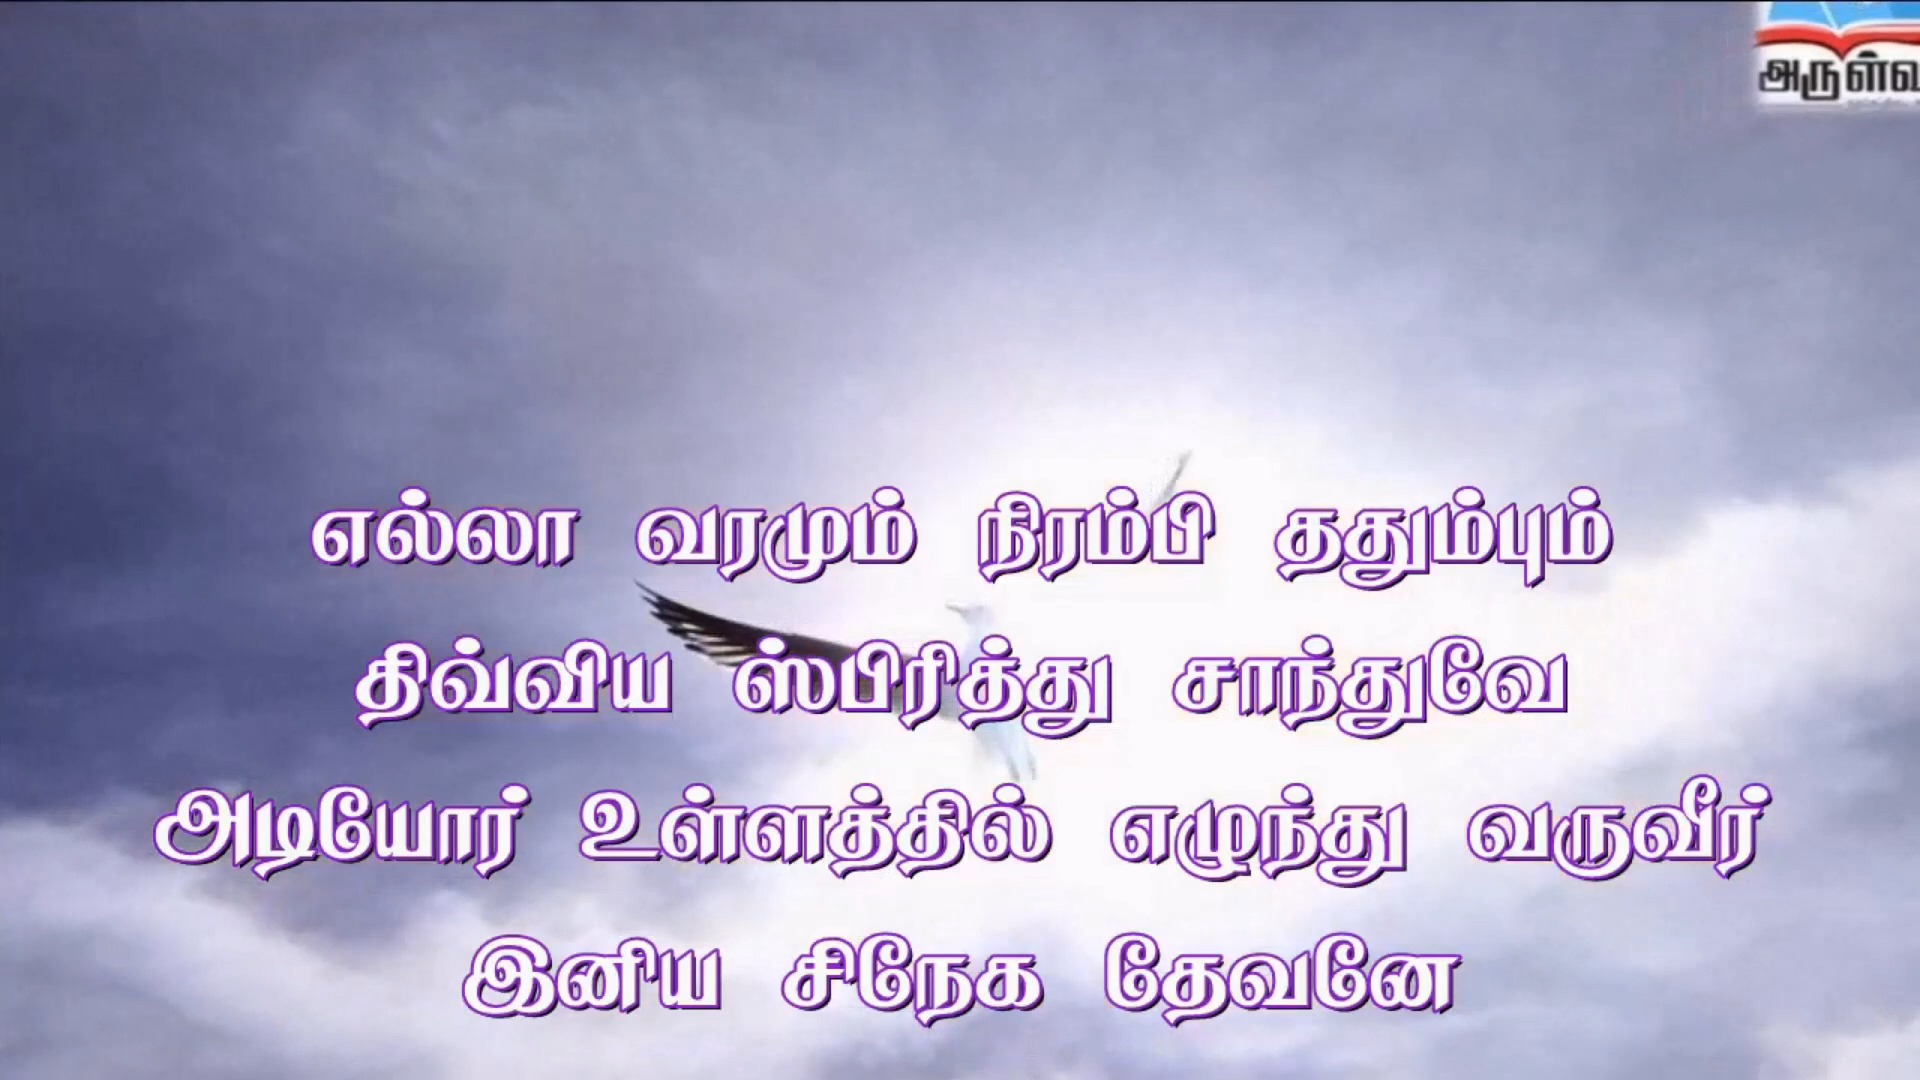 எல்லா வரமும் நிரம்பி ததும்பும்
திவ்விய ஸ்பிரித்து சாந்துவே
அடியோர் உள்ளத்தில் எழுந்து வருவீர்
இனிய சிநேக தேவனே